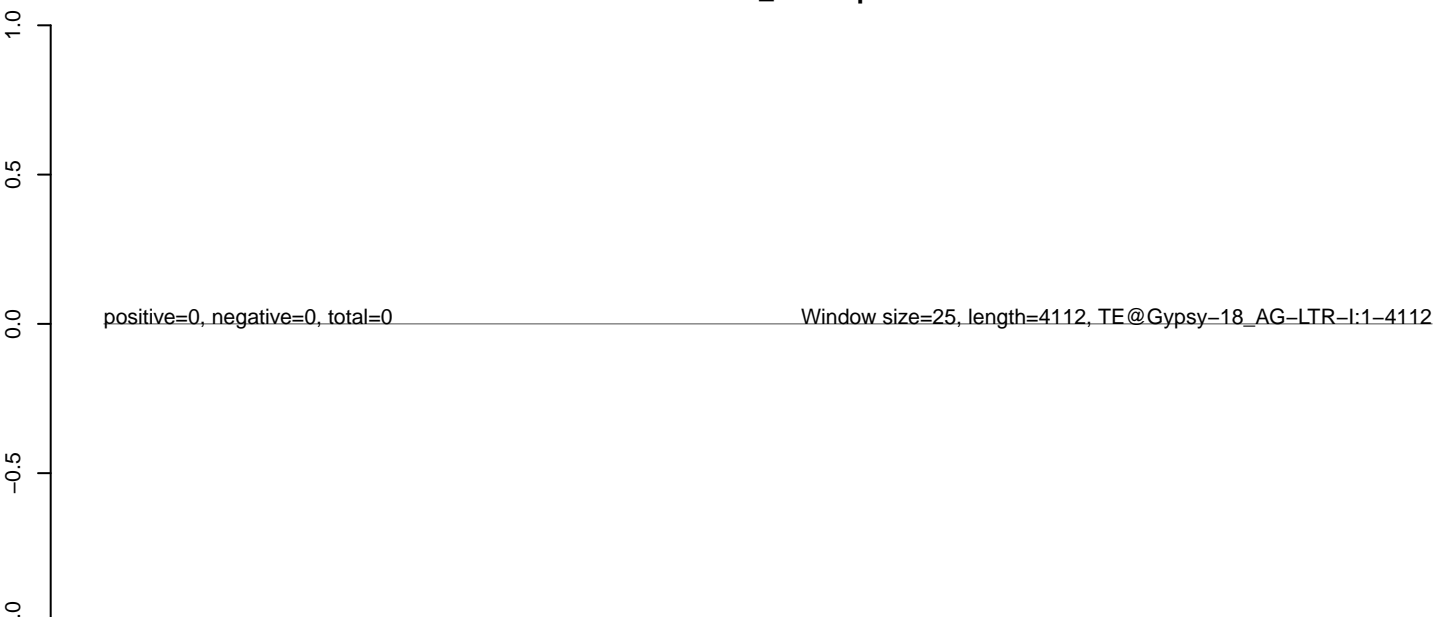 1.0
0.5
0.0
positive=0, negative=0, total=0
Window size=25, length=4112, TE@Gypsy−18_AG−LTR−I:1−4112
−0.5